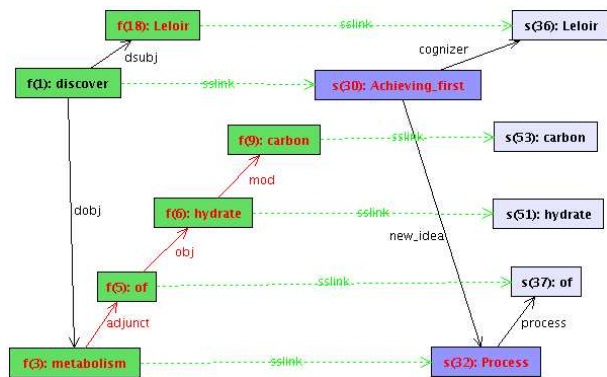 f(18): Leloir
sslink
s(36): Leloir
dsubj
cognizer
f(1): discover
sslink
s(30): Achieving_first
f(9): carbon
sslink
s(53): carbon
mod
dobj
f(6): hydrate
sslink
s(51): hydrate
new_idea
obj
f(5): of
sslink
s(37): of
adjunct
process
f(3): metabolism
sslink
s(32): Process